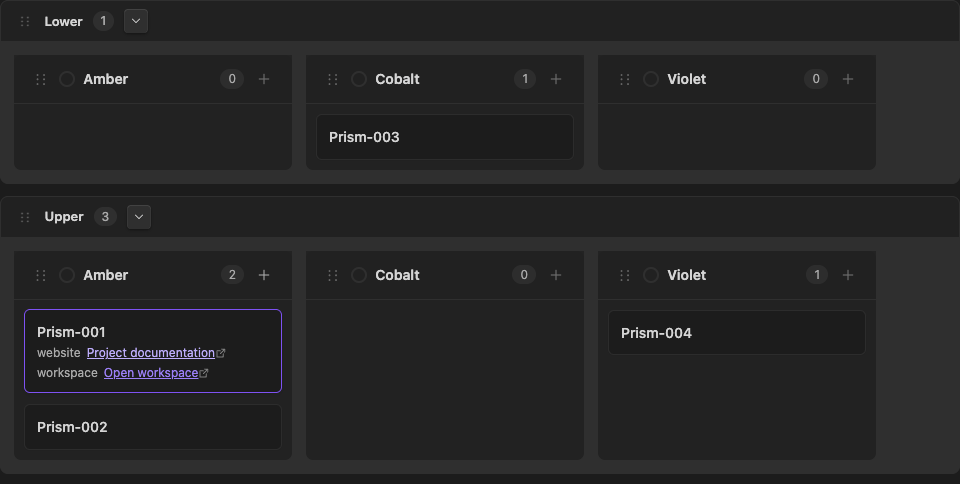 Lower 1
Amber 0
Cobalt 1
Violet 0
Prism-003
Upper 3
Amber 2
Cobalt 0
Violet 1
Prism-001
website Project documentation
workspace Open workspace
Prism-002
Prism-004